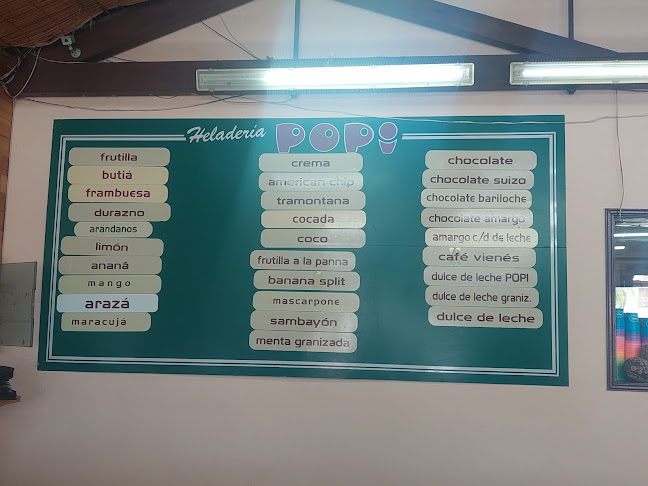 Heladería POPi
frutilla
butiá
frambuesa
durazno
arandanos
limón
ananá
mango
arazá
maracujá
crema
american chip
tramontana
cocada
coco
frutilla a la panna
banana split
mascarpone
sambayón
menta granizada
chocolate
chocolate suizo
chocolate bariloche
chocolate amargo
amargo c/d de leche
café vienés
dulce de leche POPI
dulce de leche graniz.
dulce de leche